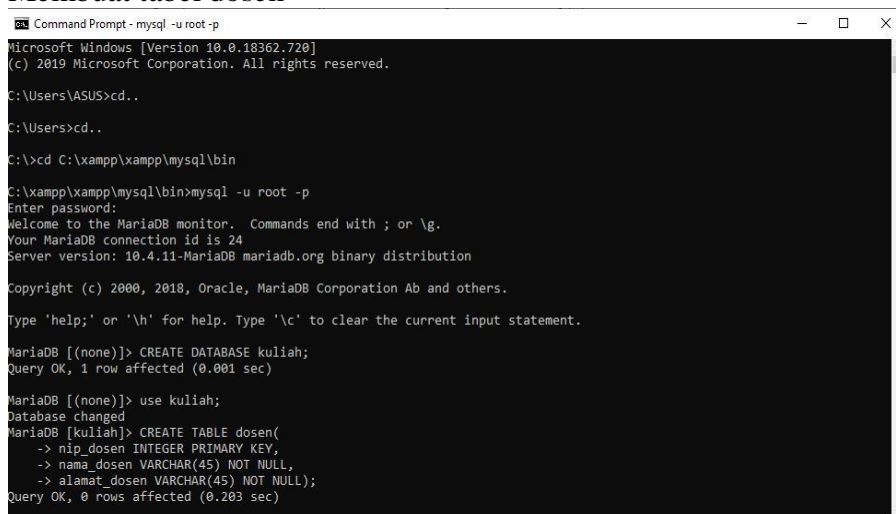 Membuat tabel dosen
Command Prompt - mysql -u root -p
Microsoft Windows [Version 10.0.18362.720]
(c) 2019 Microsoft Corporation. All rights reserved.
C:\Users\ASUS>cd..
C:\Users>cd..
C:\>cd C:\xampp\xampp\mysql\bin
C:\xampp\xampp\mysql\bin>mysql -u root -p
Enter password:
Welcome to the MariaDB monitor.  Commands end with ; or \g.
Your MariaDB connection id is 24
Server version: 10.4.11-MariaDB mariadb.org binary distribution
Copyright (c) 2000, 2018, Oracle, MariaDB Corporation Ab and others.
Type 'help;' or '\h' for help. Type '\c' to clear the current input statement.
MariaDB [(none)]> CREATE DATABASE kuliah;
Query OK, 1 row affected (0.001 sec)
MariaDB [(none)]> use kuliah;
Database changed
MariaDB [kuliah]> CREATE TABLE dosen(
    -> nip_dosen INTEGER PRIMARY KEY,
    -> nama_dosen VARCHAR(45) NOT NULL,
    -> alamat_dosen VARCHAR(45) NOT NULL);
Query OK, 0 rows affected (0.203 sec)